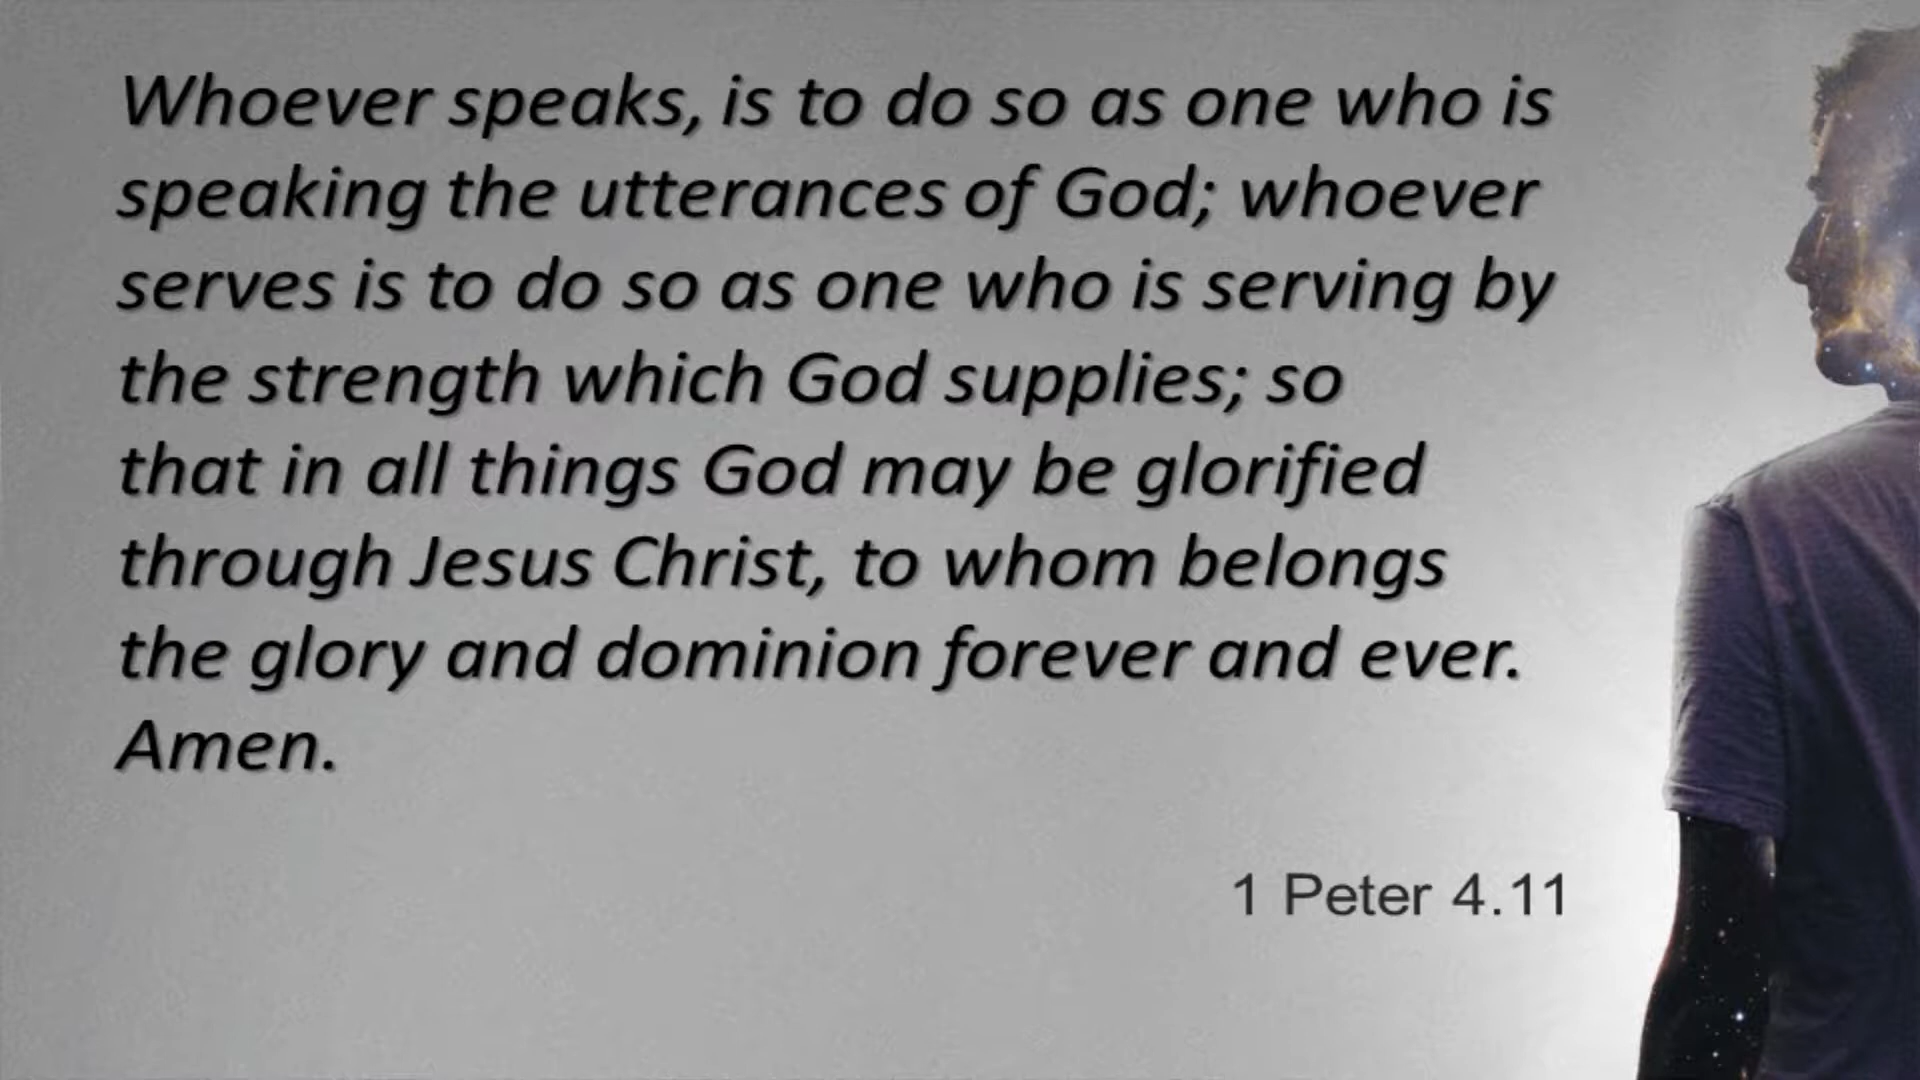 Whoever speaks, is to do so as one who is
speaking the utterances of God; whoever
serves is to do so as one who is serving by
the strength which God supplies; so
that in all things God may be glorified
through Jesus Christ, to whom belongs
the glory and dominion forever and ever.
Amen.
1 Peter 4.11